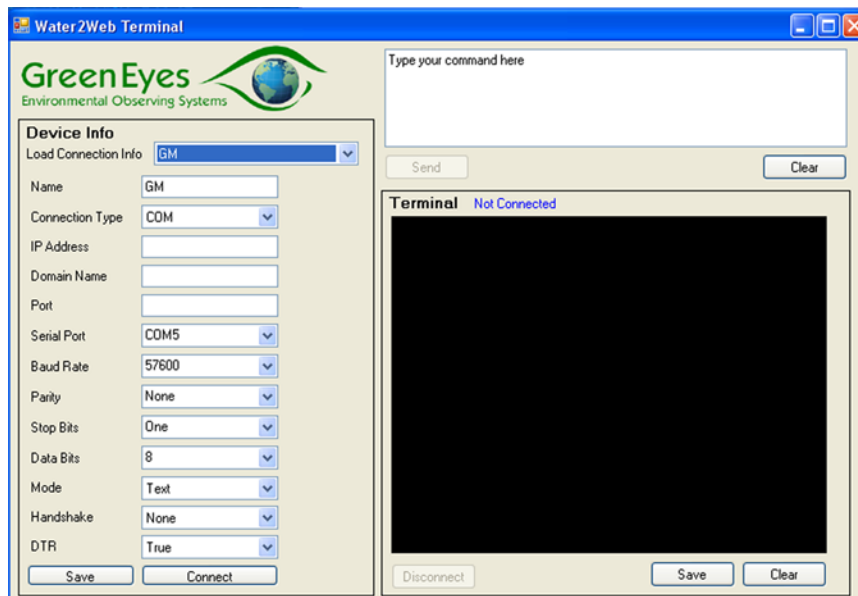 Water2Web Terminal
GreenEyes
Environmental Observing Systems
Device Info
Load Connection Info GM
Name GM
Connection Type COM
IP Address
Domain Name
Port
Serial Port COM5
Baud Rate 57600
Parity None
Stop Bits One
Data Bits 8
Mode Text
Handshake None
DTR True
Save Connect
Type your command here
Send Clear
Terminal Not Connected
Disconnect Save Clear